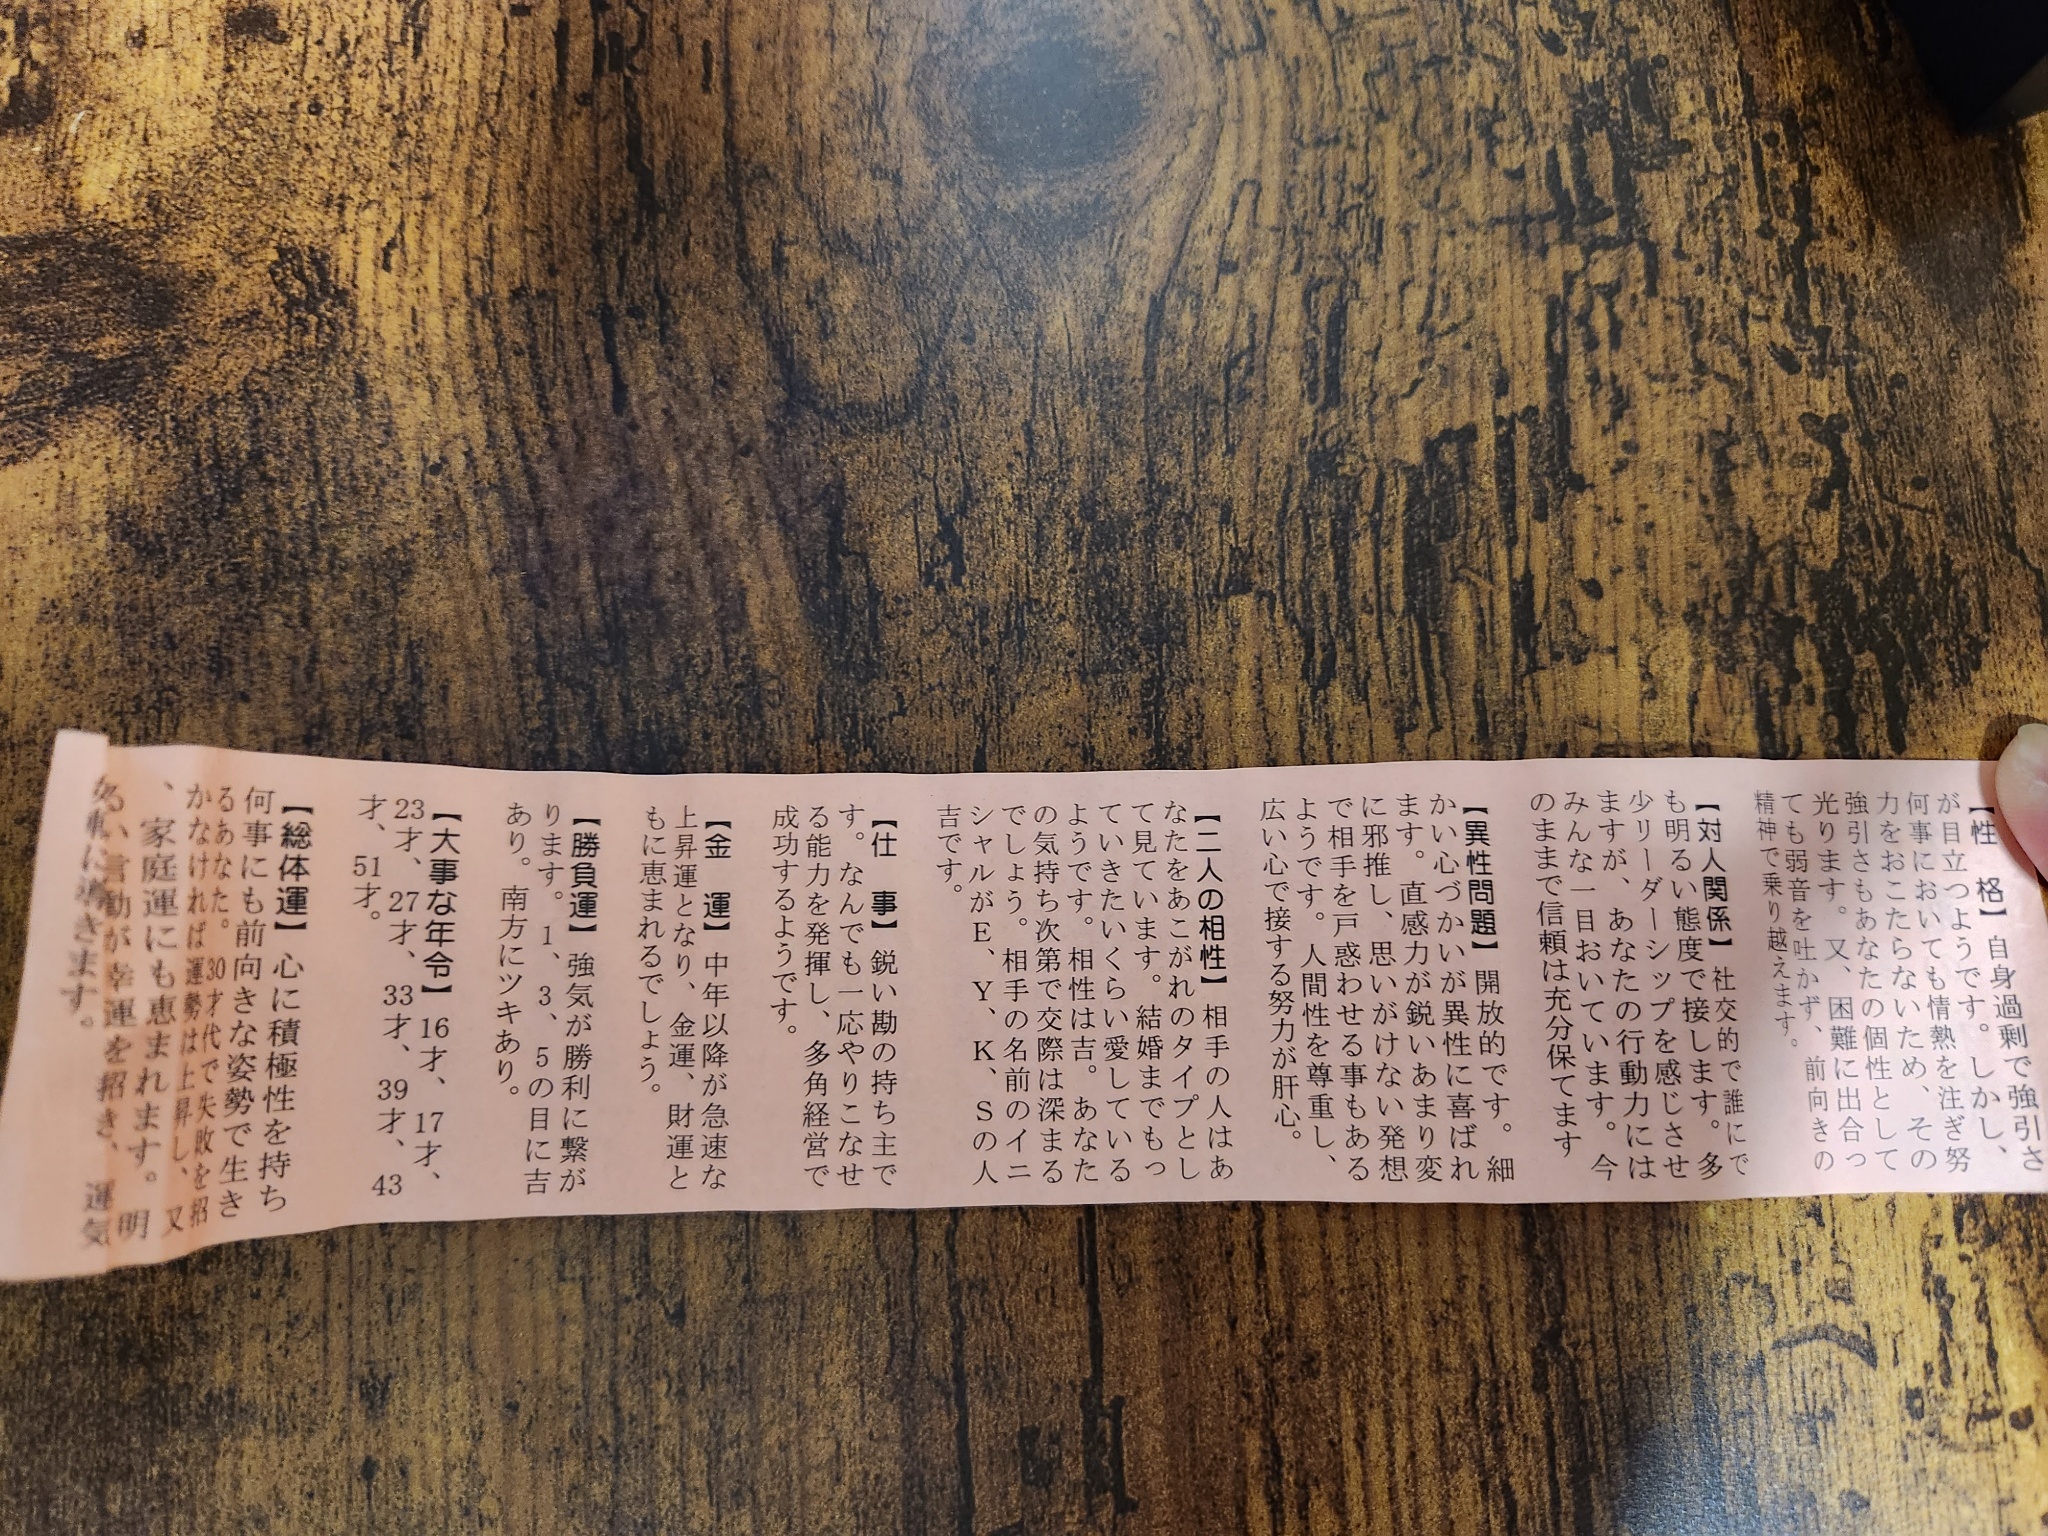 【性　格】自身過剰で強引さ
が目立つようです。しかし、
何事においても情熱を注ぎ努
力をおこたらないため、その
強引さもあなたの個性として
光ります。又、困難に出合っ
ても弱音を吐かず、前向きの
精神で乗り越えます。
【対人関係】社交的で誰にで
も明るい態度で接します。多
少リーダーシップを感じさせ
ますが、あなたの行動力には
みんな一目おいています。今
のままで信頼は充分保てます
【異性問題】開放的です。細
かい心づかいが異性に喜ばれ
ます。直感力が鋭いあまり変
に邪推し、思いがけない発想
で相手を戸惑わせる事もある
ようです。人間性を尊重し、
広い心で接する努力が肝心。
【二人の相性】相手の人はあ
なたをあこがれのタイプとし
て見ています。結婚までもっ
ていきたいくらい愛している
ようです。相性は吉。あなた
の気持ち次第で交際は深まる
でしょう。相手の名前のイニ
シャルがE、Y、K、Sの人
吉です。
【仕　事】鋭い勘の持ち主で
す。なんでも一応やりこなせ
る能力を発揮し、多角経営で
成功するようです。
【金　運】中年以降が急速な
上昇運となり、金運、財運と
もに恵まれるでしょう。
【勝負運】強気が勝利に繋が
ります。1、3、5の目に吉
あり。南方にツキあり。
【大事な年令】16才、17才、
23才、27才、33才、39才、43
才、51才。
【総体運】心に積極性を持ち
何事にも前向きな姿勢で生き
るあなた。30才代で失敗を招
かなければ運勢は上昇し、又
、家庭運にも恵まれます。明
るい言動が幸運を招き、運気
を事に導きます。